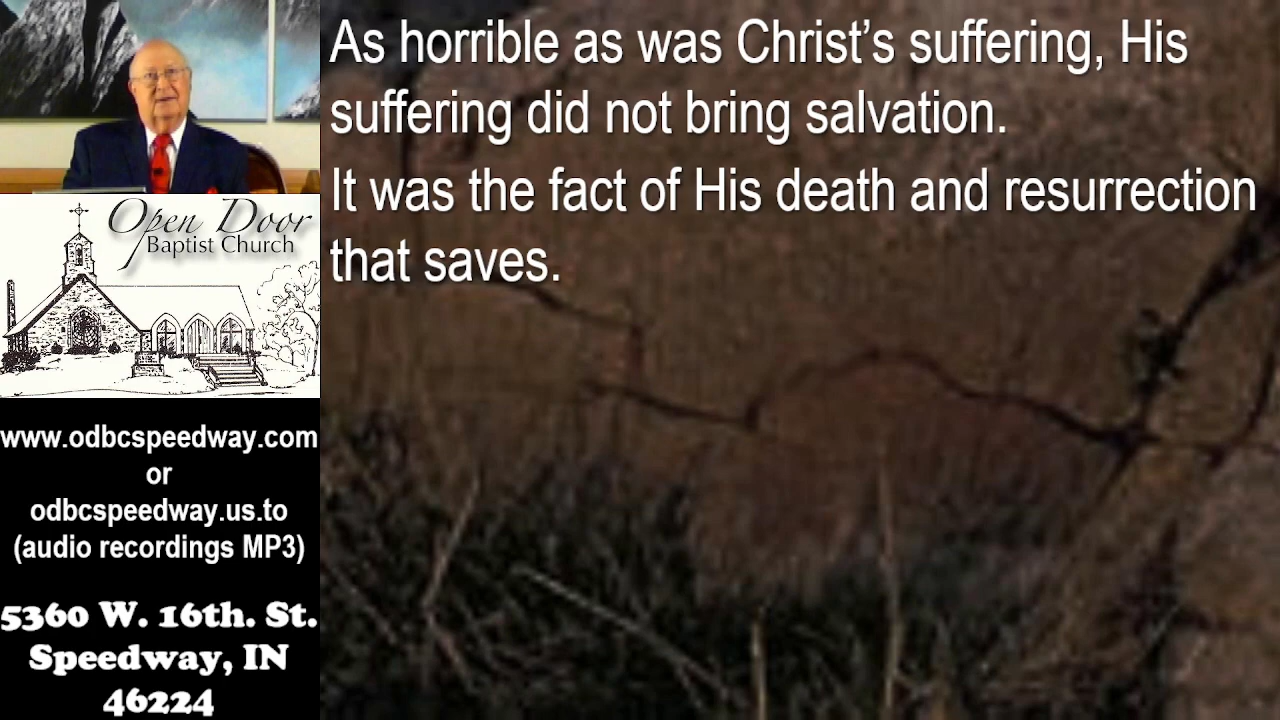 As horrible as was Christ’s suffering, His
suffering did not bring salvation.
It was the fact of His death and resurrection
that saves.
Open Door
Baptist Church
www.odbcspeedway.com
or
odbcspeedway.us.to
(audio recordings MP3)
5360 W. 16th. St.
Speedway, IN
46224